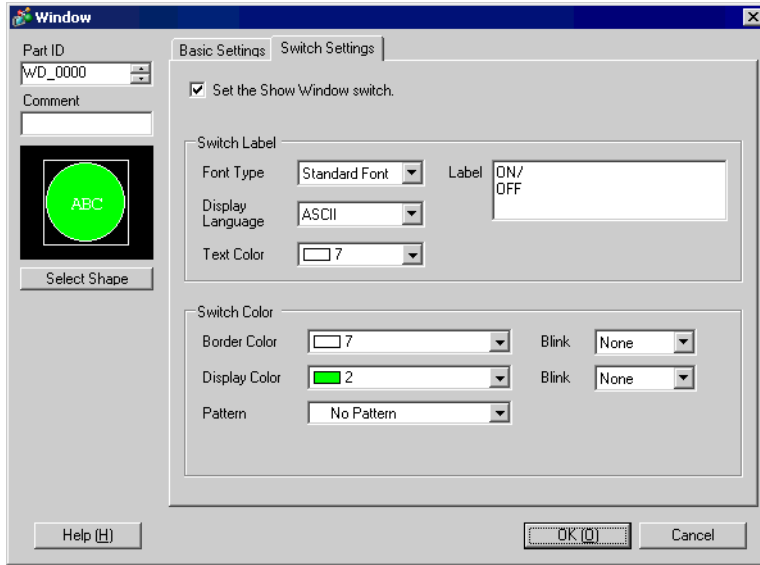 Window
Part ID
WD_0000
Comment
ABC
Select Shape
Basic Settings Switch Settings
Set the Show Window switch.
Switch Label
Font Type Standard Font Label ON/
OFF
Display
Language ASCII
Text Color 7
Switch Color
Border Color 7 Blink None
Display Color 2 Blink None
Pattern No Pattern
Help (H) OK (O) Cancel